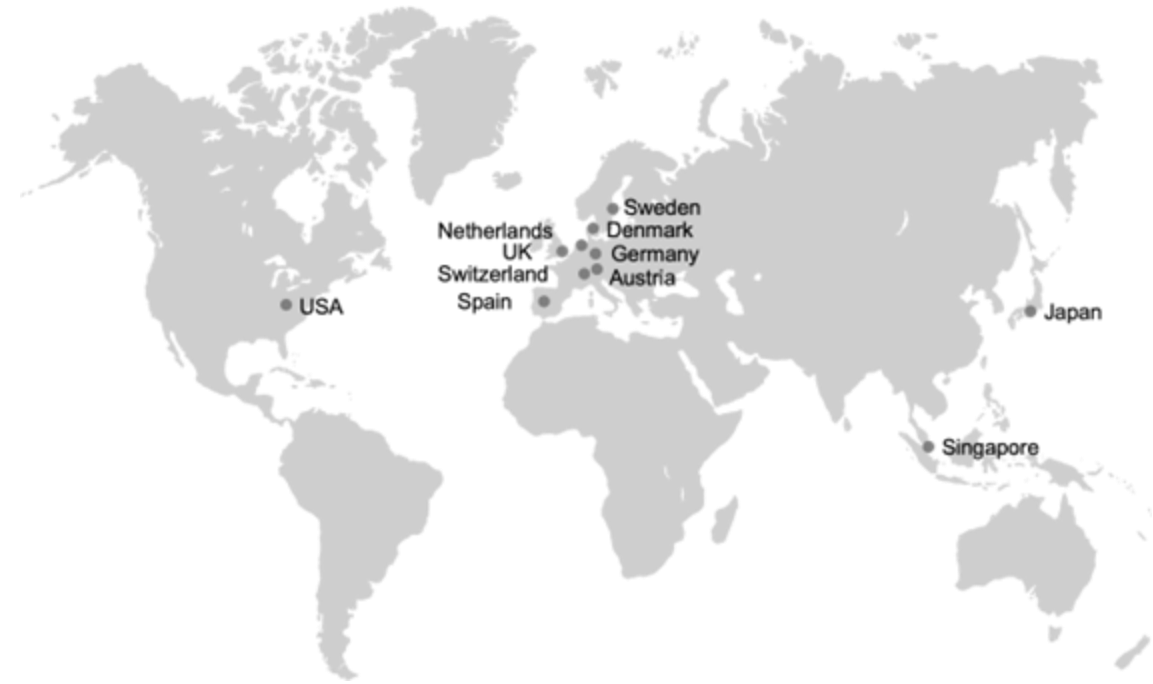 Sweden
Netherlands
Denmark
UK
Germany
Switzerland
Austria
Spain
USA
Japan
Singapore